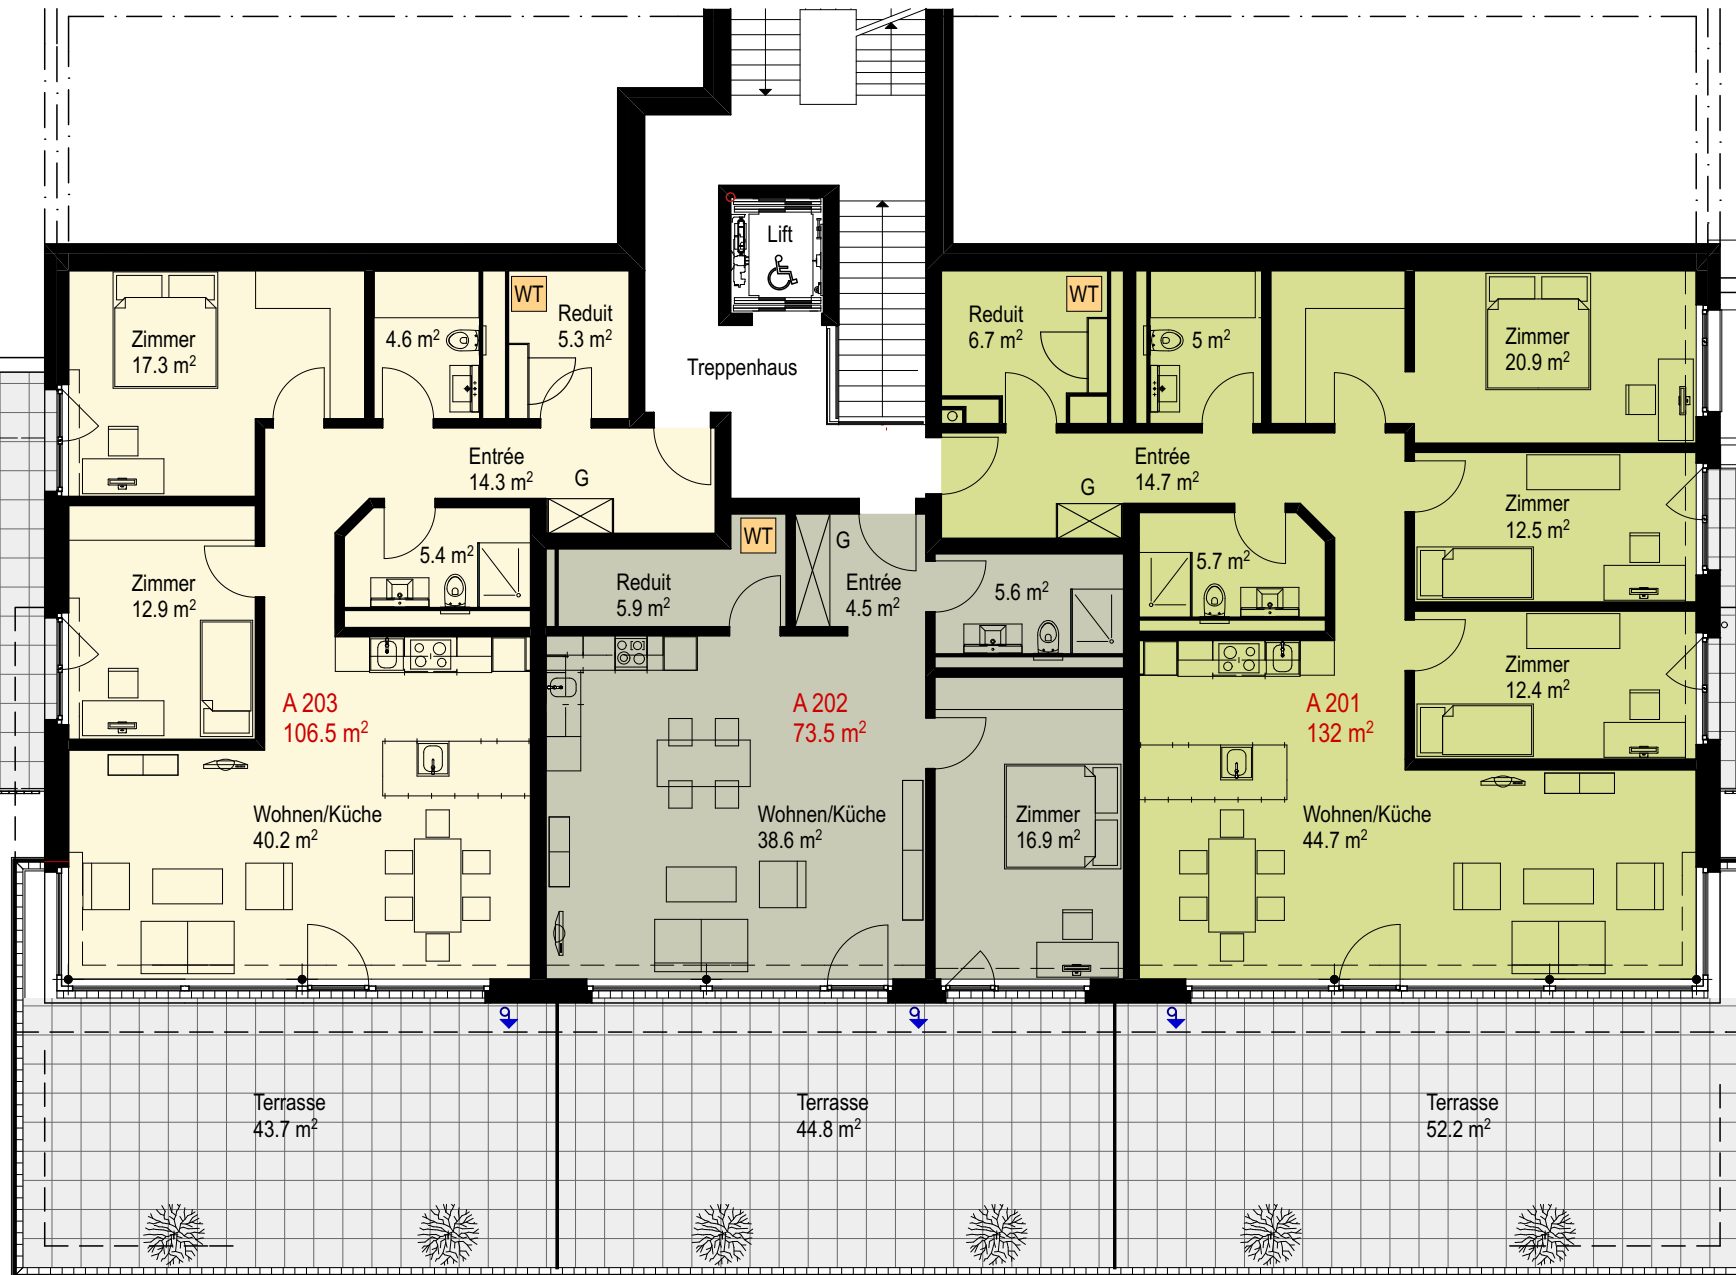 Lift
Treppenhaus
Zimmer
17.3 m²
4.6 m²
WT
Reduit
5.3 m²
Entrée
14.3 m²
G
5.4 m²
Zimmer
12.9 m²
A 203
106.5 m²
Wohnen/Küche
40.2 m²
WT
G
Reduit
5.9 m²
Entrée
4.5 m²
5.6 m²
A 202
73.5 m²
Wohnen/Küche
38.6 m²
Zimmer
16.9 m²
Reduit
6.7 m²
WT
5 m²
Zimmer
20.9 m²
Entrée
14.7 m²
G
Zimmer
12.5 m²
5.7 m²
Zimmer
12.4 m²
A 201
132 m²
Wohnen/Küche
44.7 m²
Terrasse
43.7 m²
Terrasse
44.8 m²
Terrasse
52.2 m²